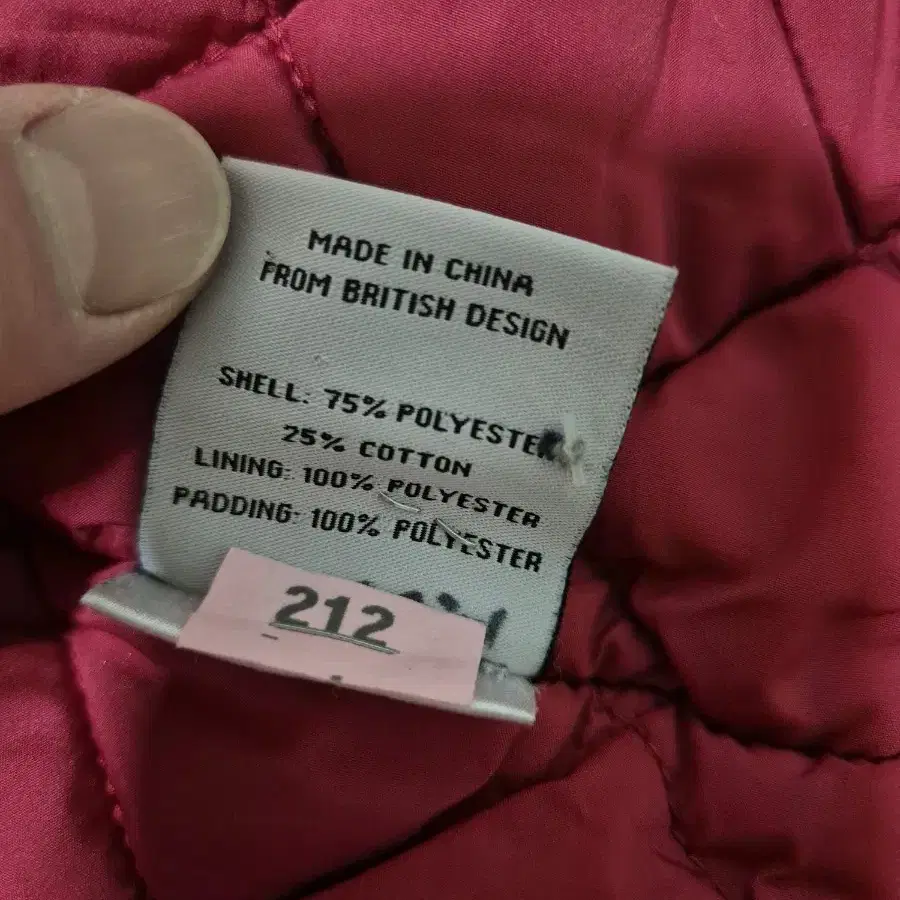 MADE IN CHINA
FROM BRITISH DESIGN
SHELL: 75% POLYESTER
25% COTTON
LINING: 100% POLYESTER
PADDING: 100% POLYESTER
212